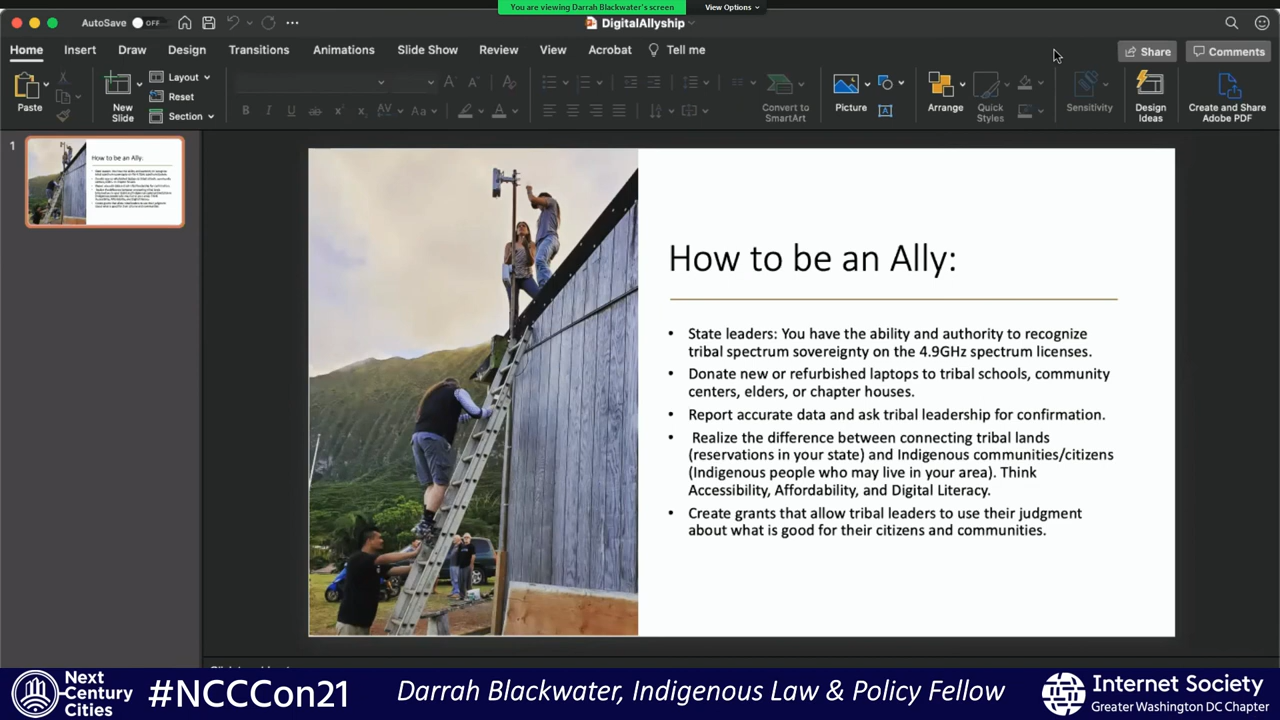 You are viewing Darrah Blackwater's screen
View Options
AutoSave
OFF
DigitalAllyship
Home
Insert
Draw
Design
Transitions
Animations
Slide Show
Review
View
Acrobat
Tell me
Share
Comments
Paste
New
Slide
Layout
Reset
Section
Convert to
SmartArt
Picture
Arrange
Quick
Styles
Sensitivity
Design
Ideas
Create and Share
Adobe PDF
1
How to be an Ally:
How to be an Ally:
• State leaders: You have the ability and authority to recognize
tribal spectrum sovereignty on the 4.9GHz spectrum licenses.
• Donate new or refurbished laptops to tribal schools, community
centers, elders, or chapter houses.
• Report accurate data and ask tribal leadership for confirmation.
• Realize the difference between connecting tribal lands
(reservations in your state) and Indigenous communities/citizens
(Indigenous people who may live in your area). Think
Accessibility, Affordability, and Digital Literacy.
• Create grants that allow tribal leaders to use their judgment
about what is good for their citizens and communities.
Next
Century
Cities
#NCCCon21
Darrah Blackwater, Indigenous Law & Policy Fellow
Internet Society
Greater Washington DC Chapter